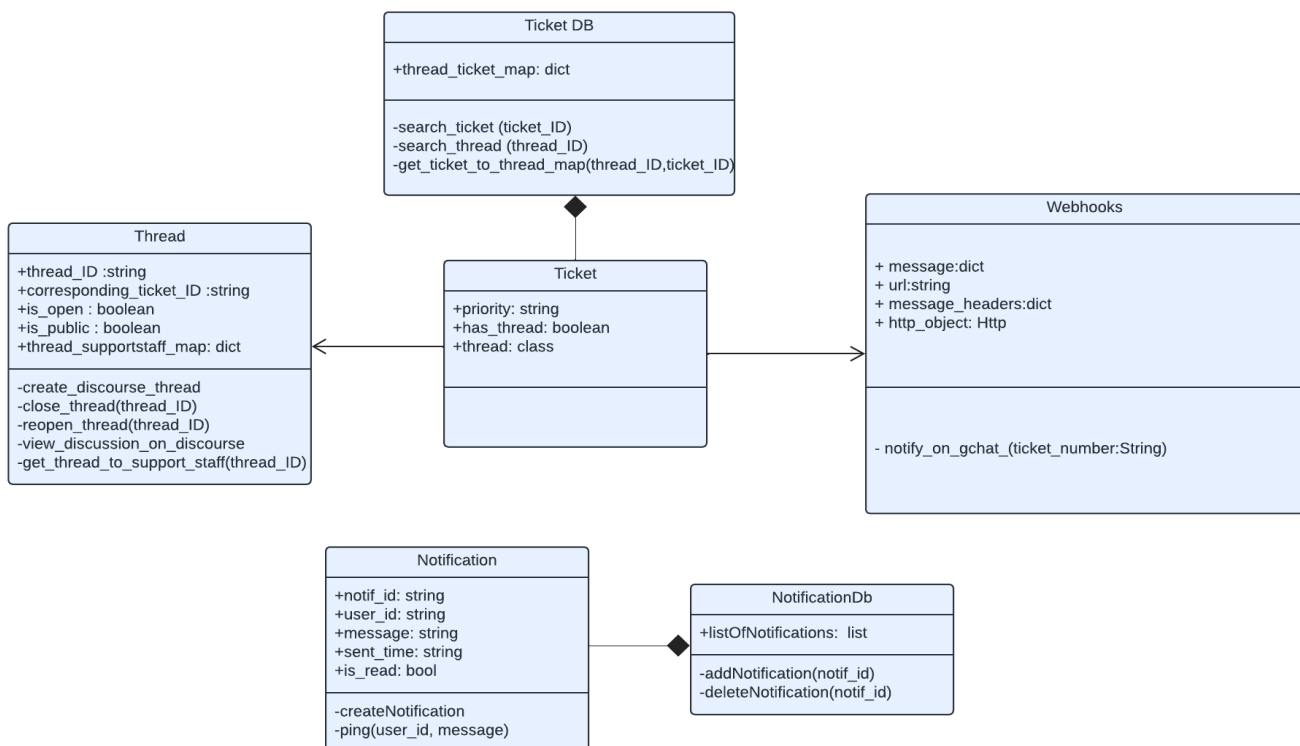 Ticket DB
+thread_ticket_map: dict
-search_ticket (ticket_ID)
-search_thread (thread_ID)
-get_ticket_to_thread_map(thread_ID,ticket_ID)
Thread
+thread_ID :string
+corresponding_ticket_ID :string
+is_open : boolean
+is_public : boolean
+thread_supportstaff_map: dict
-create_discourse_thread
-close_thread(thread_ID)
-reopen_thread(thread_ID)
-view_discussion_on_discourse
-get_thread_to_support_staff(thread_ID)
Ticket
+priority: string
+has_thread: boolean
+thread: class
Webhooks
+ message:dict
+ url:string
+ message_headers:dict
+ http_object: Http
- notify_on_gchat_(ticket_number:String)
Notification
+notif_id: string
+user_id: string
+message: string
+sent_time: string
+is_read: bool
-createNotification
-ping(user_id, message)
NotificationDb
+listOfNotifications:  list
-addNotification(notif_id)
-deleteNotification(notif_id)